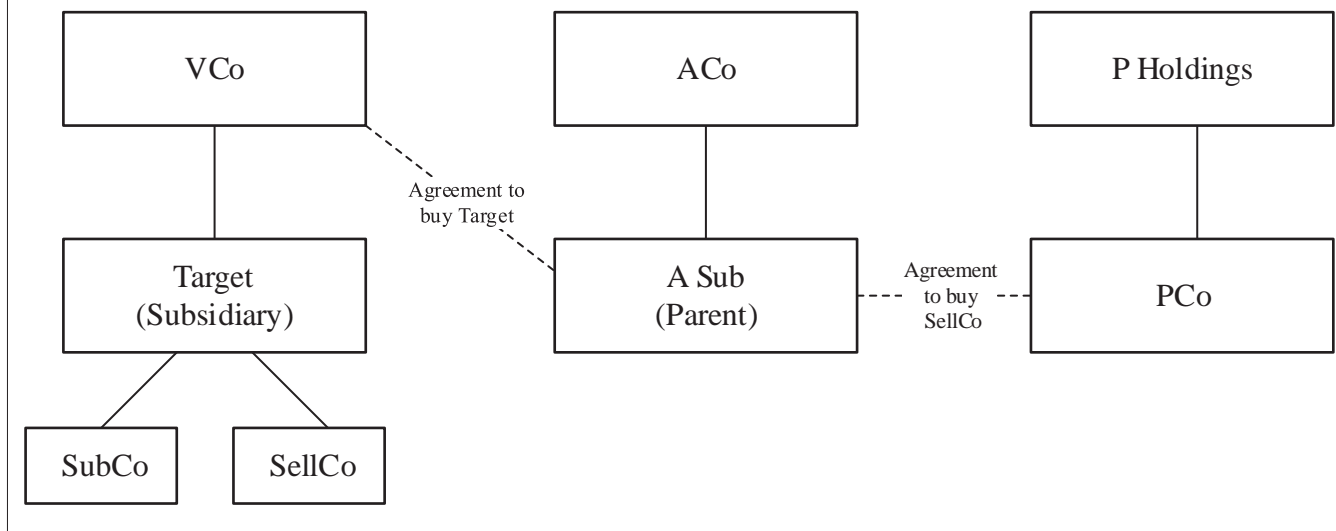 VCo
ACo
P Holdings
Agreement to
buy Target
Target
(Subsidiary)
A Sub
(Parent)
Agreement
to buy
SellCo
PCo
SubCo
SellCo